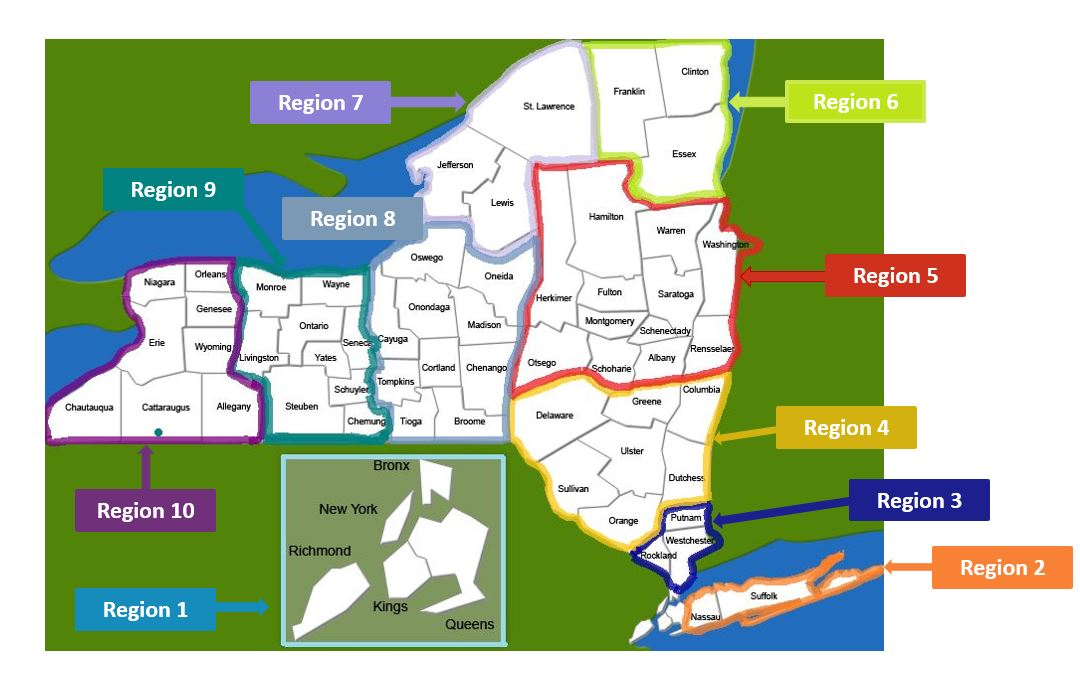 Clinton
Franklin
Region 7
Region 6
St. Lawrence
Essex
Jefferson
Region 9
Lewis
Region 8
Hamilton
Warren
Washington
Oswego
Oneida
Region 5
Orleans
Niagara
Monroe
Wayne
Herkimer
Fulton
Saratoga
Genesee
Onondaga
Montgomery
Madison
Ontario
Schenectady
Erie
Wyoming
Seneca
Cayuga
Rensselaer
Livingston
Yates
Albany
Otsego
Schoharie
Cortland
Chenango
Tompkins
Schuyler
Columbia
Greene
Chautauqua
Cattaraugus
Allegany
Steuben
Delaware
Chemung
Tioga
Broome
Region 4
Ulster
Bronx
Dutchess
Sullivan
Region 3
New York
Region 10
Orange
Putnam
Westchester
Richmond
Rockland
Region 2
Suffolk
Region 1
Kings
Nassau
Queens